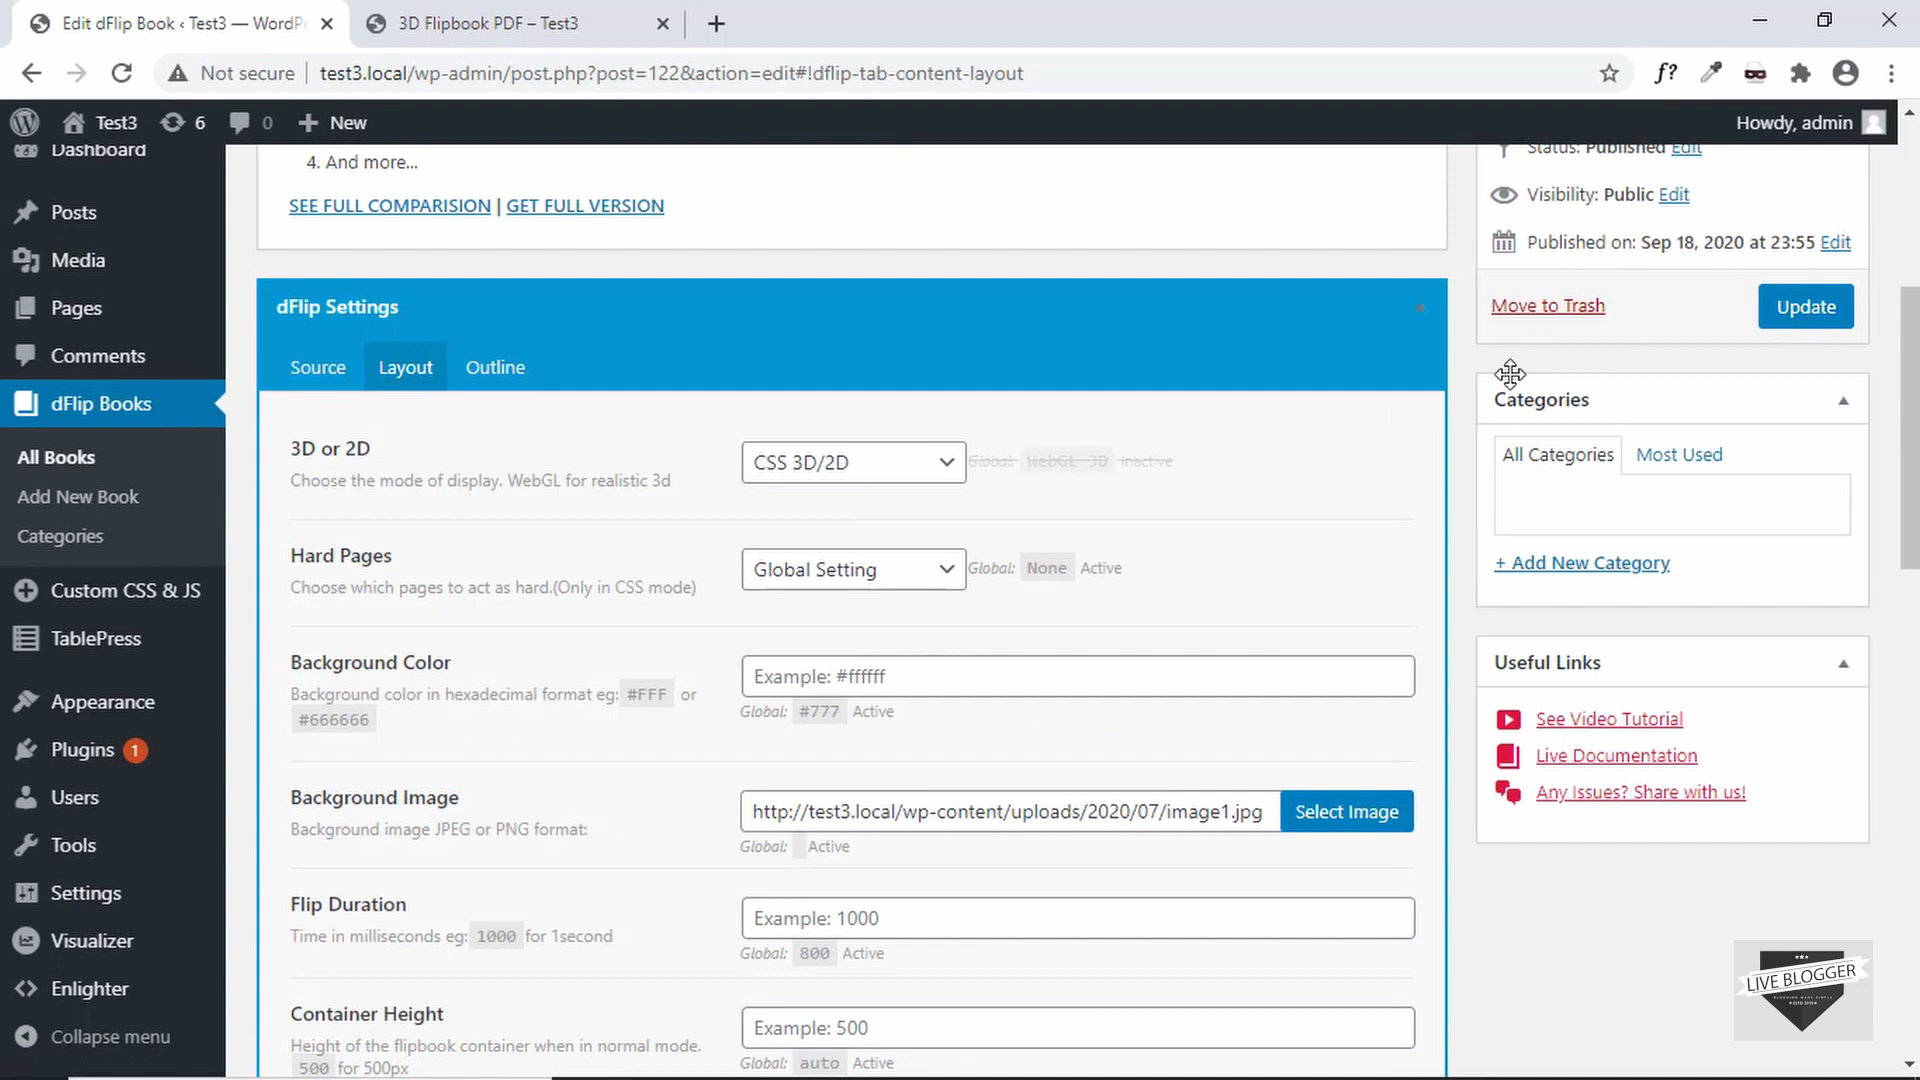 Edit dFlip Book ‹ Test3 — WordPr
3D Flipbook PDF – Test3
Not secure
test3.local/wp-admin/post.php?post=122&action=edit#!dflip-tab-content-layout
f?
Test3
6
0
New
Howdy, admin
Dashboard
Posts
Media
Pages
Comments
dFlip Books
All Books
Add New Book
Categories
Custom CSS & JS
TablePress
Appearance
Plugins 1
Users
Tools
Settings
Visualizer
Enlighter
Collapse menu
4. And more...
SEE FULL COMPARISION | GET FULL VERSION
dFlip Settings
Source Layout Outline
3D or 2D
Choose the mode of display. WebGL for realistic 3d
CSS 3D/2D
Global: WebGL 3D inactive
Hard Pages
Choose which pages to act as hard.(Only in CSS mode)
Global Setting
Global: None Active
Background Color
Background color in hexadecimal format eg: #FFF or
#666666
Example: #ffffff
Global: #777 Active
Background Image
Background image JPEG or PNG format:
http://test3.local/wp-content/uploads/2020/07/image1.jpg
Select Image
Global: Active
Flip Duration
Time in milliseconds eg: 1000 for 1second
Example: 1000
Global: 800 Active
Container Height
Height of the flipbook container when in normal mode.
500 for 500px
Example: 500
Global: auto Active
Status: Published Edit
Visibility: Public Edit
Published on: Sep 18, 2020 at 23:55 Edit
Move to Trash
Update
Categories
All Categories
Most Used
+ Add New Category
Useful Links
See Video Tutorial
Live Documentation
Any Issues? Share with us!
LIVE BLOGGER